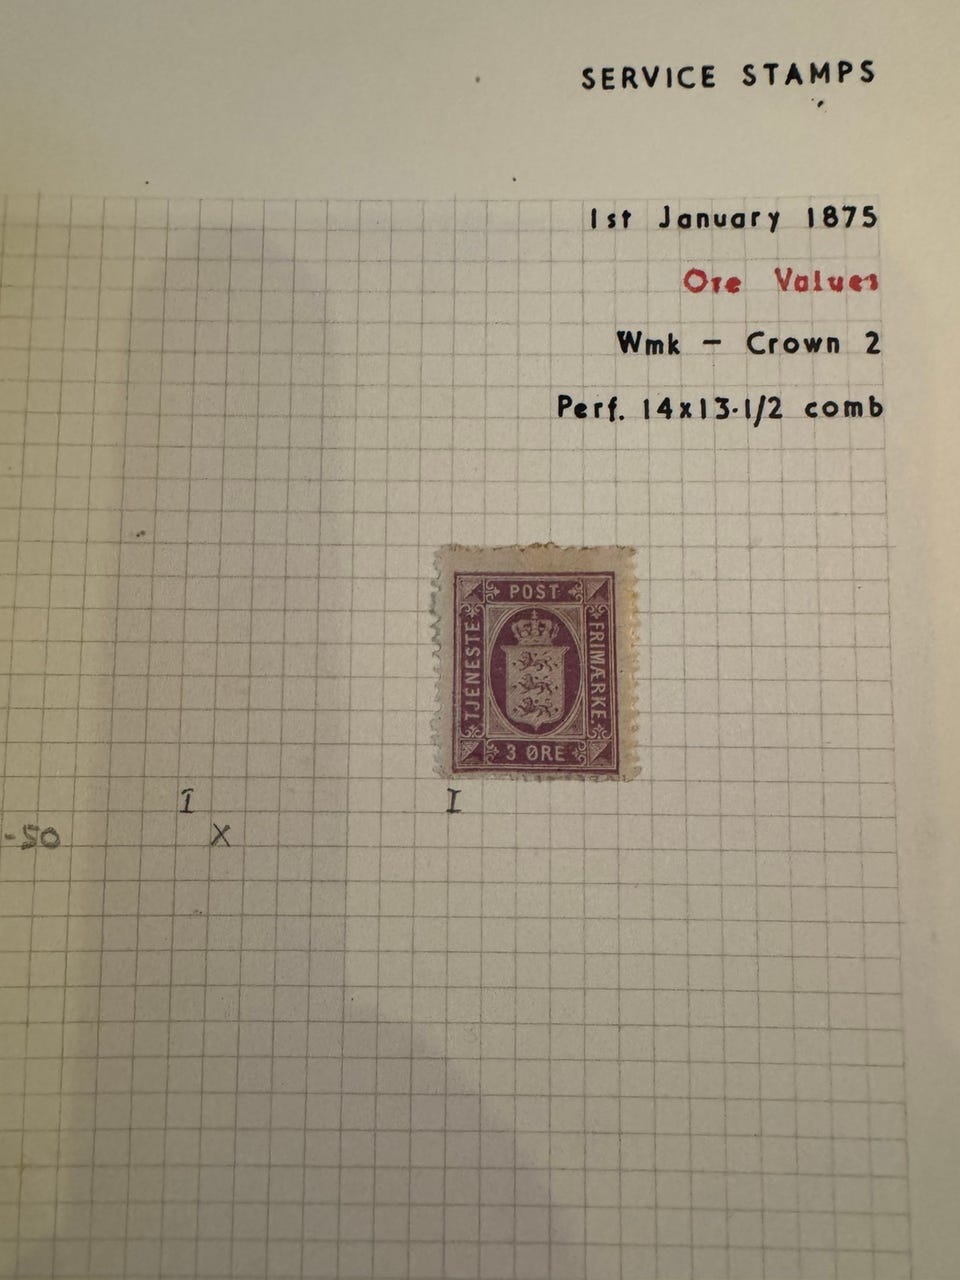 SERVICE STAMPS
1st January 1875
Ore Values
Wmk - Crown 2
Perf. 14x13-1/2 comb
POST
TJENESTE
FRIMÆRKE
3 ØRE
I
I
-50
X